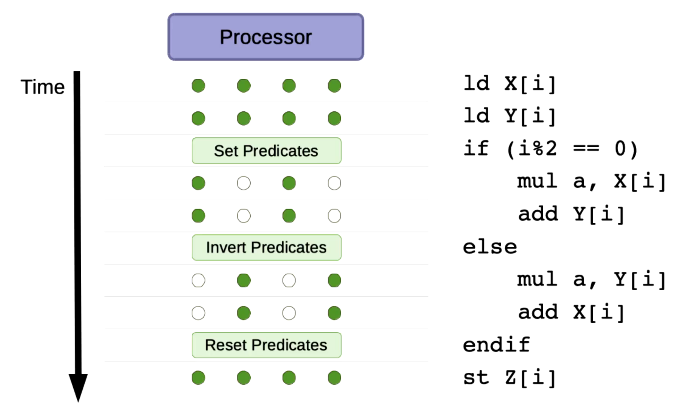 Processor
Time
ld X[i]
ld Y[i]
Set Predicates
if (i%2 == 0)
mul a, X[i]
add Y[i]
Invert Predicates
else
mul a, Y[i]
add X[i]
Reset Predicates
endif
st Z[i]